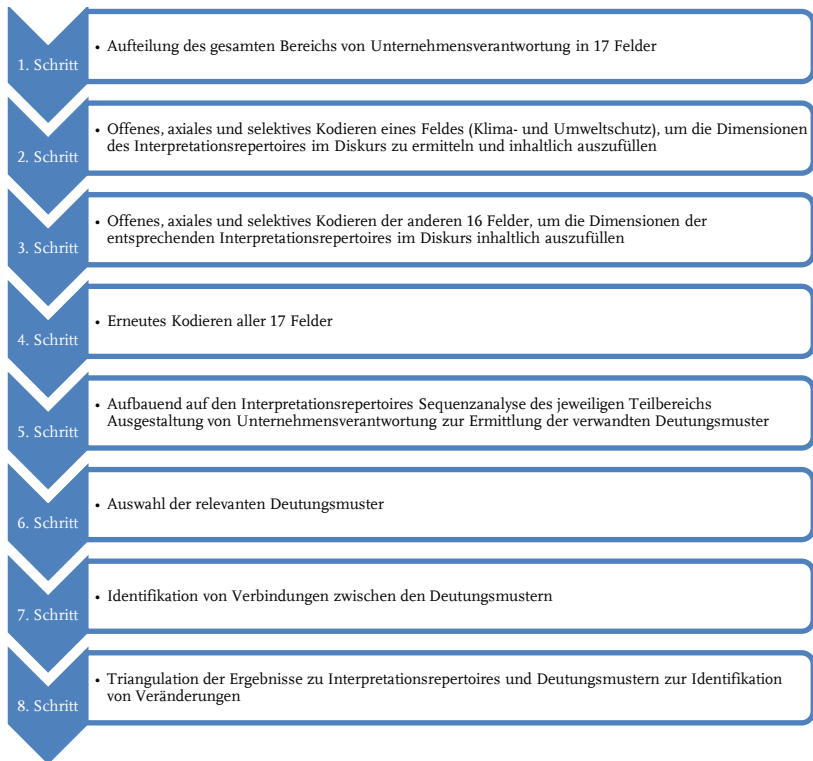 1. Schritt
• Aufteilung des gesamten Bereichs von Unternehmensverantwortung in 17 Felder
2. Schritt
• Offenes, axiales und selektives Kodieren eines Feldes (Klima- und Umweltschutz), um die Dimensionen
des Interpretationsrepertoires im Diskurs zu ermitteln und inhaltlich auszufüllen
3. Schritt
• Offenes, axiales und selektives Kodieren der anderen 16 Felder, um die Dimensionen der
entsprechenden Interpretationsrepertoires im Diskurs inhaltlich auszufüllen
4. Schritt
• Erneutes Kodieren aller 17 Felder
5. Schritt
• Aufbauend auf den Interpretationsrepertoires Sequenzanalyse des jeweiligen Teilbereichs
Ausgestaltung von Unternehmensverantwortung zur Ermittlung der verwandten Deutungsmuster
6. Schritt
• Auswahl der relevanten Deutungsmuster
7. Schritt
• Identifikation von Verbindungen zwischen den Deutungsmustern
8. Schritt
• Triangulation der Ergebnisse zu Interpretationsrepertoires und Deutungsmustern zur Identifikation
von Veränderungen